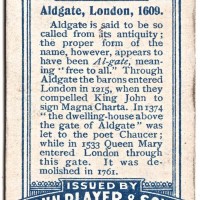 Aldgate, London, 1609.
Aldgate is said to be so
called from its antiquity;
the proper form of the
name, however, appears to
have been Al-gate, mean-
ing "free to all." Through
Aldgate the barons entered
London in 1215, when they
compelled King John to
sign Magna Charta. In 1374
"the dwelling-house above
the gate of Aldgate" was
let to the poet Chaucer;
while in 1533 Queen Mary
entered London through
this gate. It was de-
molished in 1761.
ISSUED BY
PLAYER &